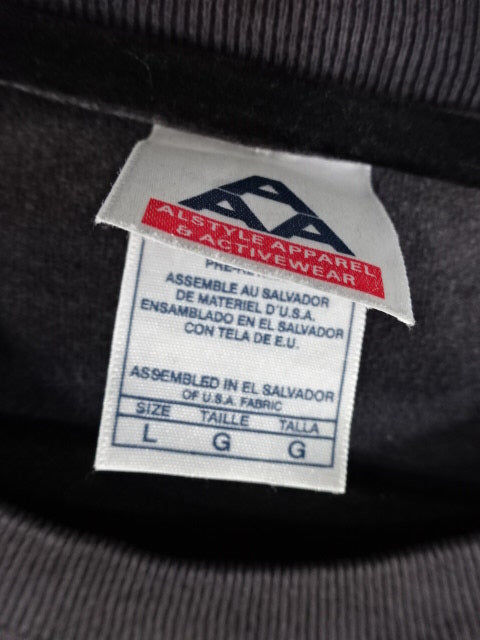 AAA
ALSTYLE APPAREL
& ACTIVEWEAR
ASSEMBLE AU SALVADOR
DE MATERIEL D'U.S.A.
ENSAMBLADO EN EL SALVADOR
CON TELA DE E.U.
ASSEMBLED IN EL SALVADOR
OF U.S.A. FABRIC
SIZE TAILLE TALLA
L G G